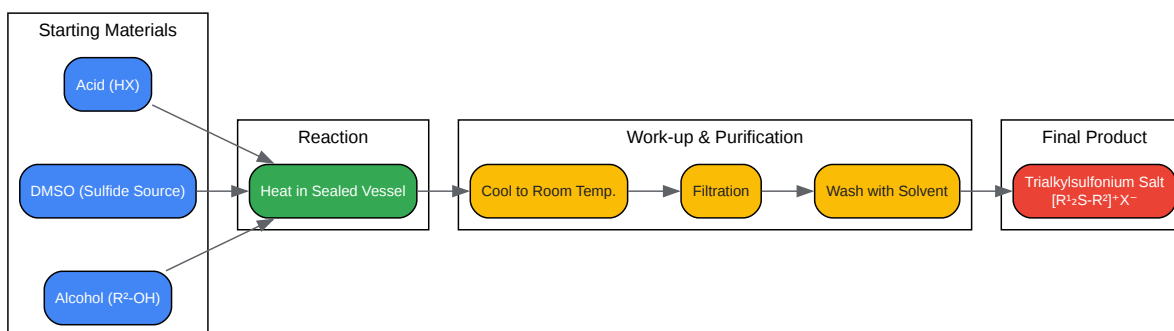 Starting Materials
Acid (HX)
DMSO (Sulfide Source)
Alcohol (R²-OH)
Reaction
Heat in Sealed Vessel
Work-up & Purification
Cool to Room Temp.
Filtration
Wash with Solvent
Final Product
Trialkylsulfonium Salt
[R¹₂S-R²]⁺X⁻